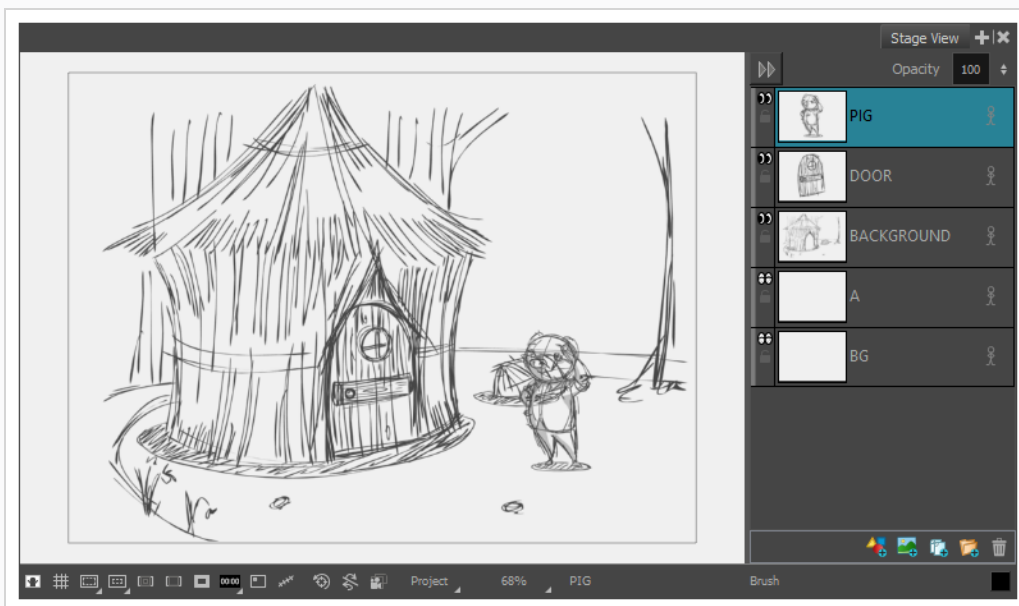 Stage View
Opacity 100
PIG
DOOR
BACKGROUND
A
BG
00:00
Project 68% PIG Brush